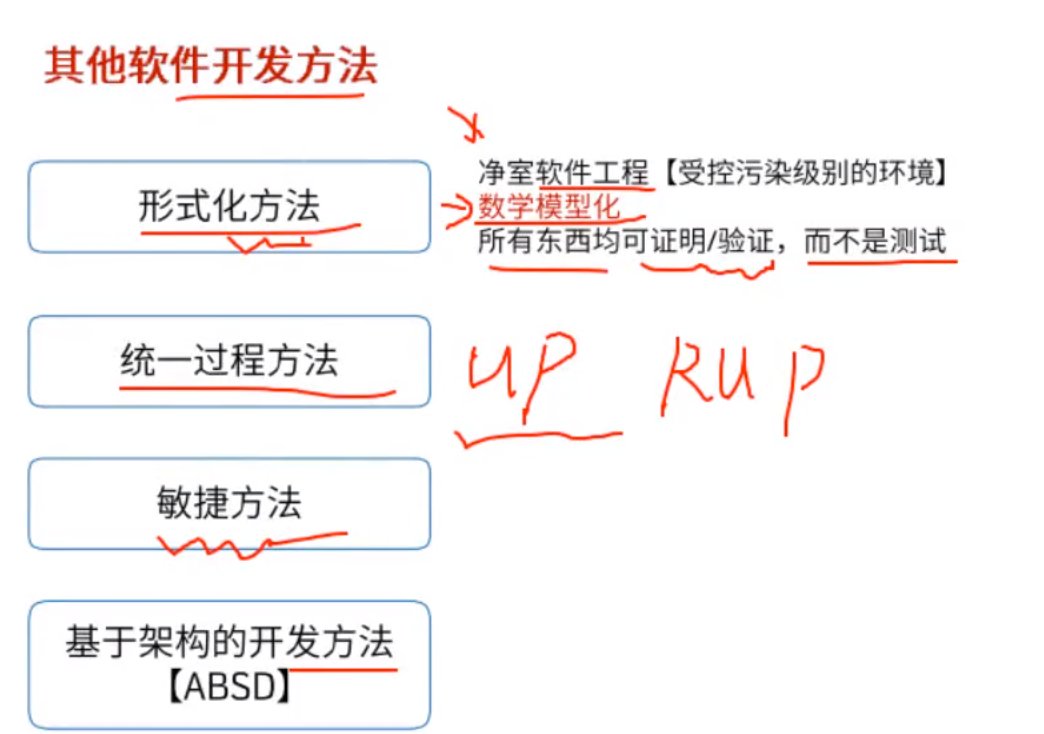 其他软件开发方法
形式化方法
净室软件工程【受控污染级别的环境】
数学模型化
所有东西均可证明/验证，而不是测试
统一过程方法
UP RUP
敏捷方法
基于架构的开发方法
【ABSD】